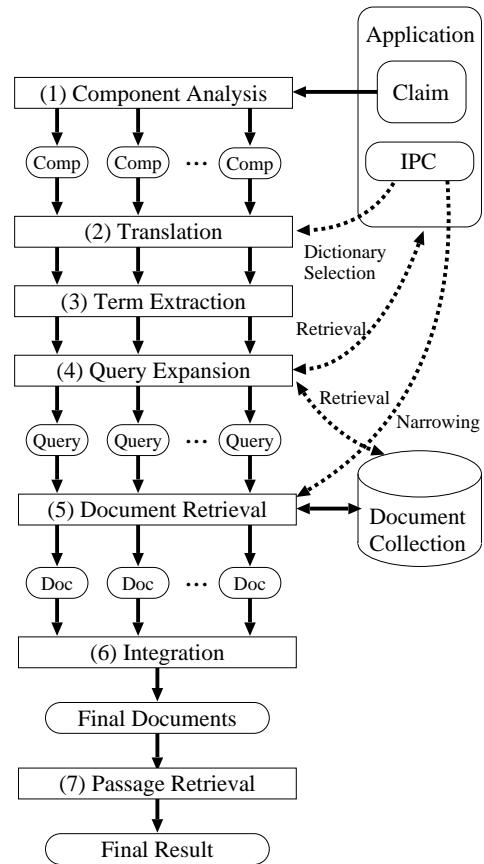 Application
(1) Component Analysis
Claim
Comp
Comp
...
Comp
IPC
(2) Translation
Dictionary
Selection
(3) Term Extraction
Retrieval
(4) Query Expansion
Retrieval
Narrowing
Query
Query
...
Query
(5) Document Retrieval
Document
Collection
Doc
Doc
...
Doc
(6) Integration
Final Documents
(7) Passage Retrieval
Final Result